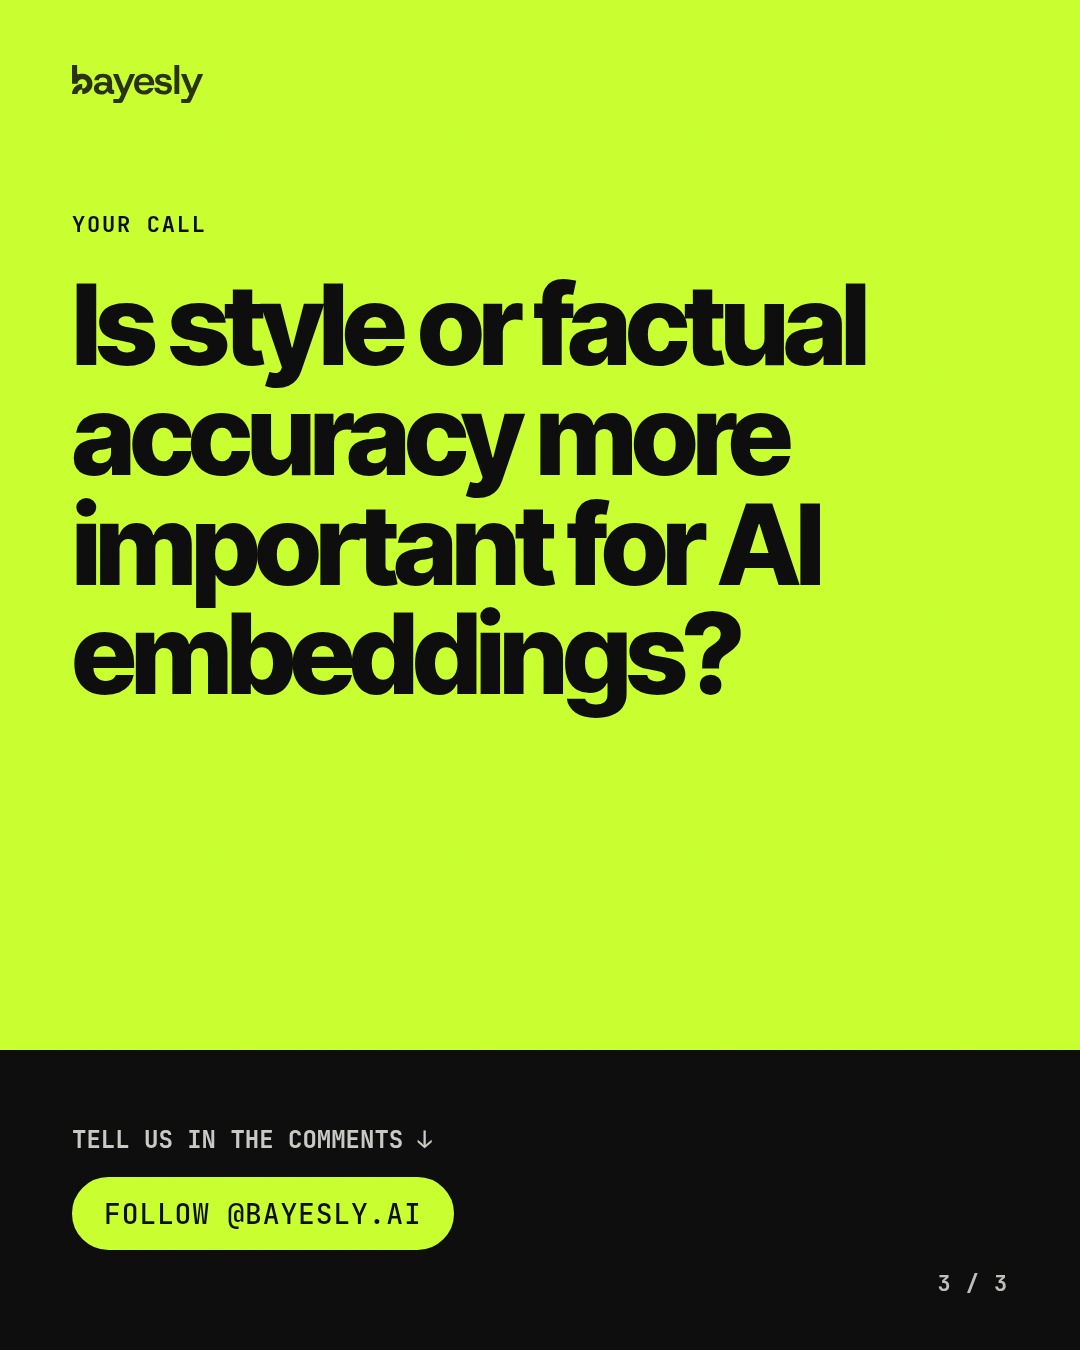 bayesly
YOUR CALL
Is style or factual
accuracy more
important for AI
embeddings?
TELL US IN THE COMMENTS ↓
FOLLOW @BAYESLY.AI
3 / 3